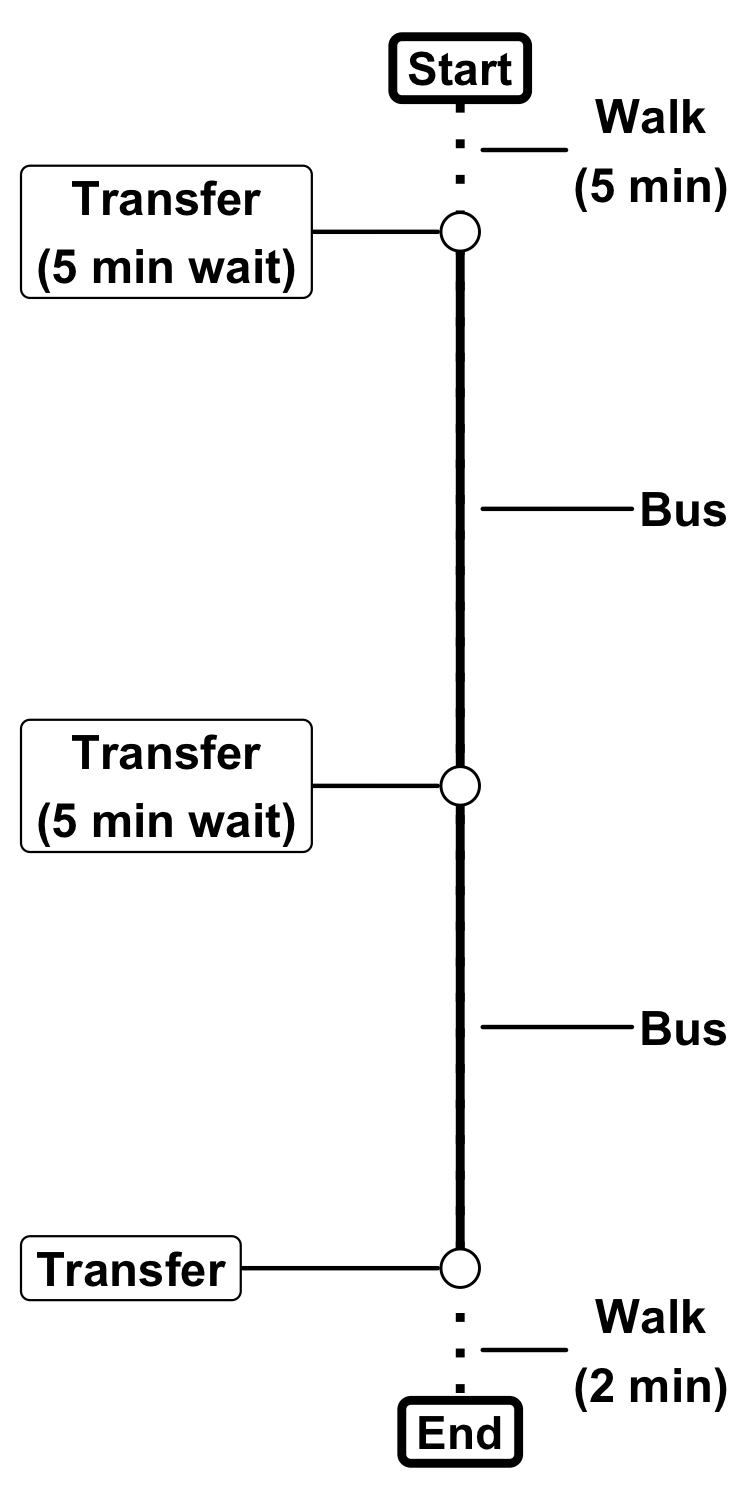 Start
Walk
(5 min)
Transfer
(5 min wait)
Bus
Transfer
(5 min wait)
Bus
Transfer
Walk
(2 min)
End